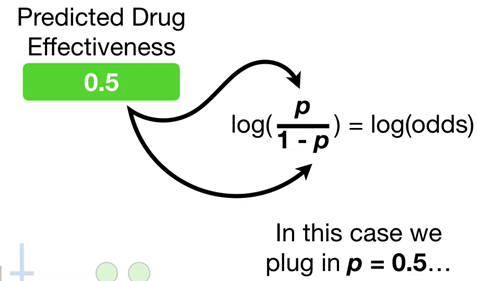 Predicted Drug
Effectiveness
0.5
log(p / 1 - p) = log(odds)
In this case we
plug in p = 0.5…